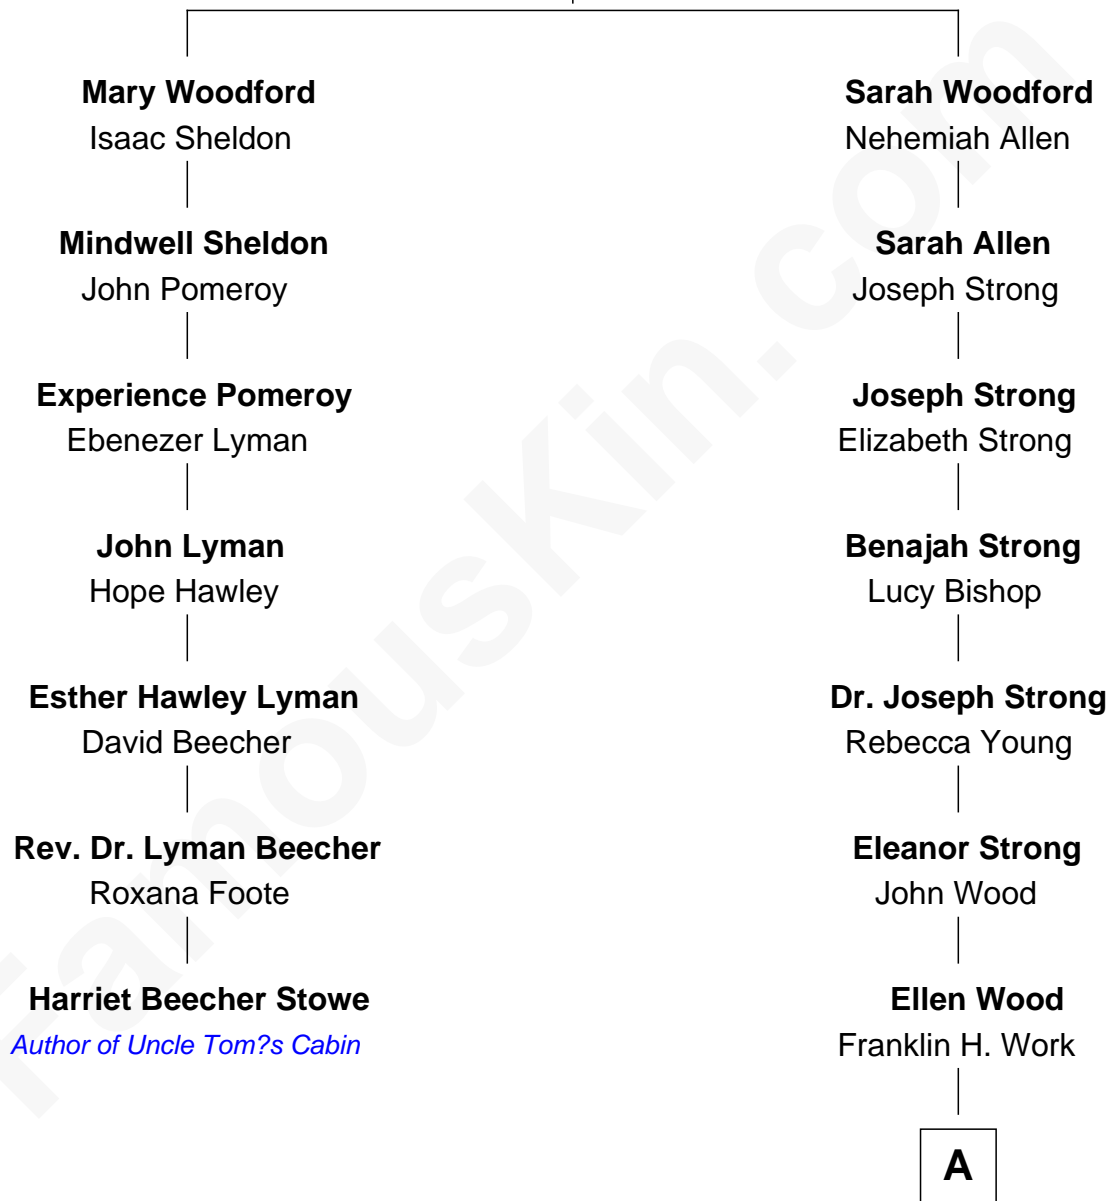 Mary Woodford
Isaac Sheldon
Sarah Woodford
Nehemiah Allen
Mindwell Sheldon
John Pomeroy
Sarah Allen
Joseph Strong
Experience Pomeroy
Ebenezer Lyman
Joseph Strong
Elizabeth Strong
John Lyman
Hope Hawley
Benajah Strong
Lucy Bishop
Esther Hawley Lyman
David Beecher
Dr. Joseph Strong
Rebecca Young
Rev. Dr. Lyman Beecher
Roxana Foote
Eleanor Strong
John Wood
Harriet Beecher Stowe
Author of Uncle Tom?s Cabin
Ellen Wood
Franklin H. Work
A
FamousKin.com